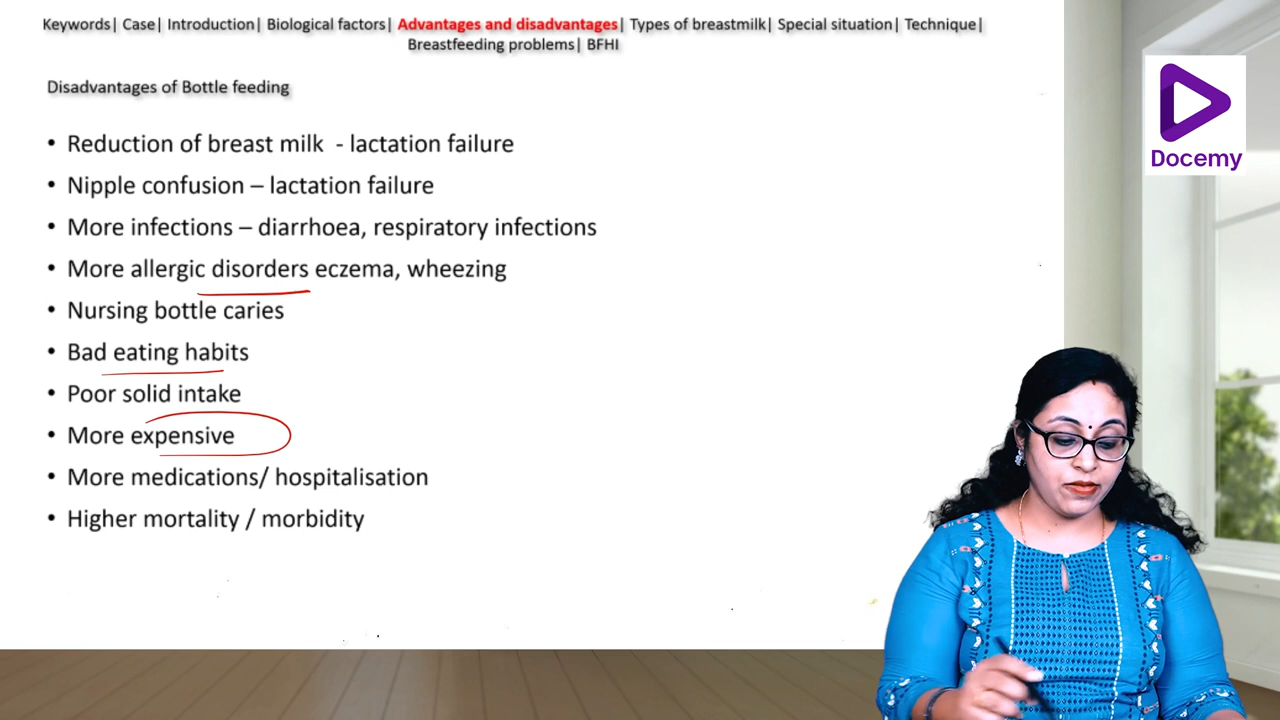 Keywords| Case| Introduction| Biological factors| Advantages and disadvantages| Types of breastmilk| Special situation| Technique|
Breastfeeding problems| BFHI
Disadvantages of Bottle feeding
• Reduction of breast milk - lactation failure
• Nipple confusion – lactation failure
• More infections – diarrhoea, respiratory infections
• More allergic disorders eczema, wheezing
• Nursing bottle caries
• Bad eating habits
• Poor solid intake
• More expensive
• More medications/ hospitalisation
• Higher mortality / morbidity
Docemy